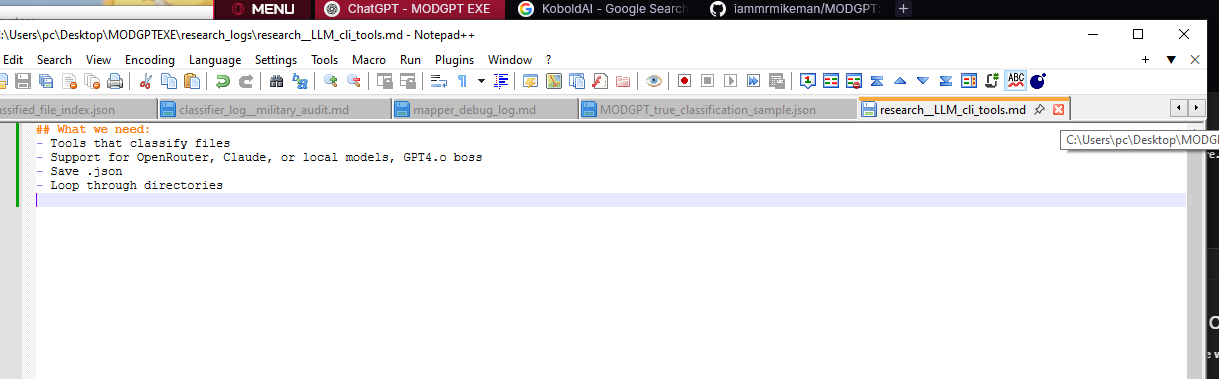 MENU
ChatGPT - MODGPT EXE
KoboldAI - Google Search
iammrmikeman/MODGPT:
:\Users\pc\Desktop\MODGPTEXE\research_logs\research__LLM_cli_tools.md - Notepad++
Edit Search View Encoding Language Settings Tools Macro Run Plugins Window ?
assified_file_index.json
classifier_log__military_audit.md
mapper_debug_log.md
MODGPT_true_classification_sample.json
research__LLM_cli_tools.md
C:\Users\pc\Desktop\MODG
## What we need:
- Tools that classify files
- Support for OpenRouter, Claude, or local models, GPT4.o boss
- Save .json
- Loop through directories